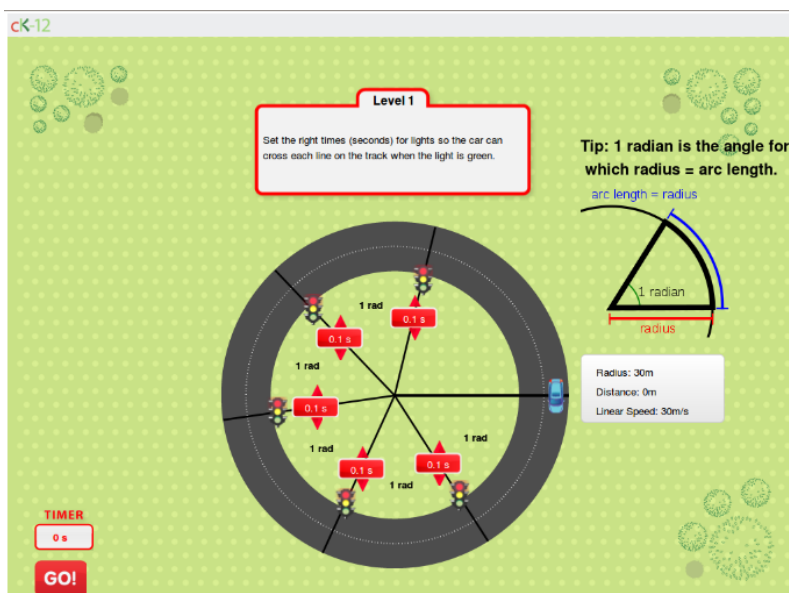 cK-12
Level 1
Set the right times (seconds) for lights so the car can
cross each line on the track when the light is green.
Tip: 1 radian is the angle for
which radius = arc length.
arc length = radius
1 radian
radius
1 rad
0.1 s
0.1 s
1 rad
0.1 s
Radius: 30m
Distance: 0m
Linear Speed: 30m/s
1 rad
1 rad
0.1 s
0.1 s
1 rad
TIMER
0 s
GO!